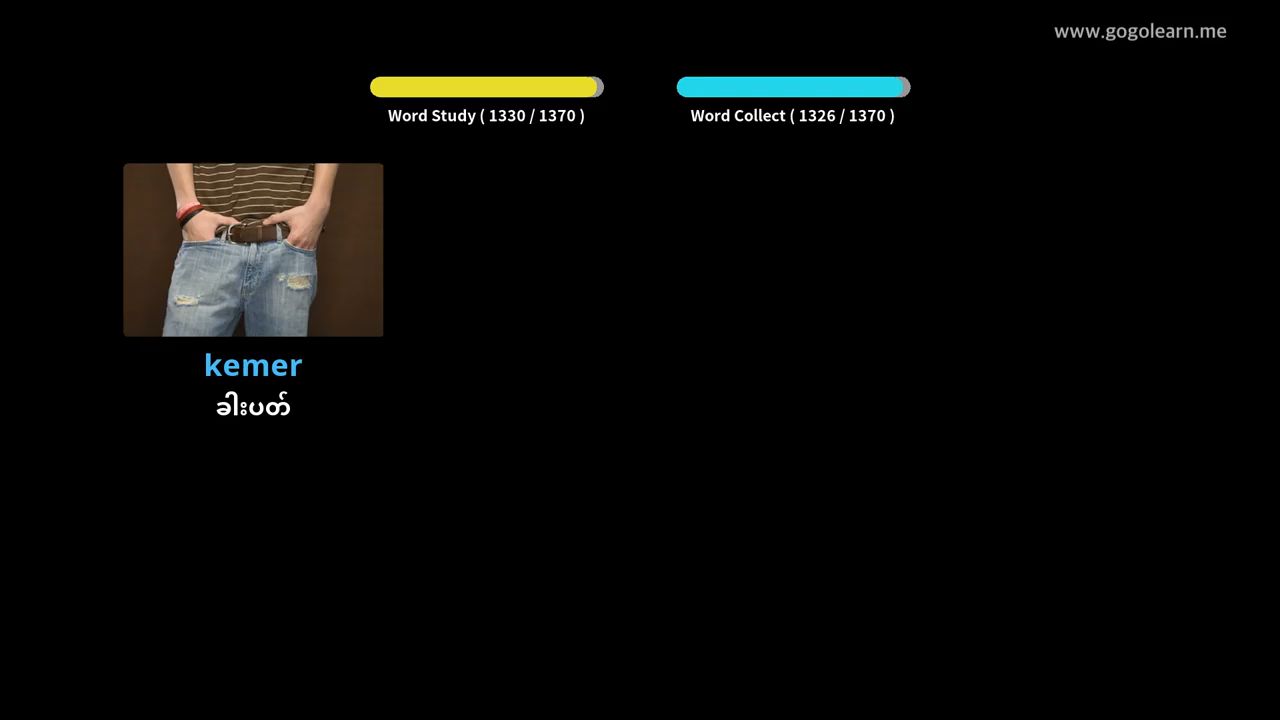 www.gogolearn.me
Word Study ( 1330 / 1370 )
Word Collect ( 1326 / 1370 )
kemer
ခါးပတ်